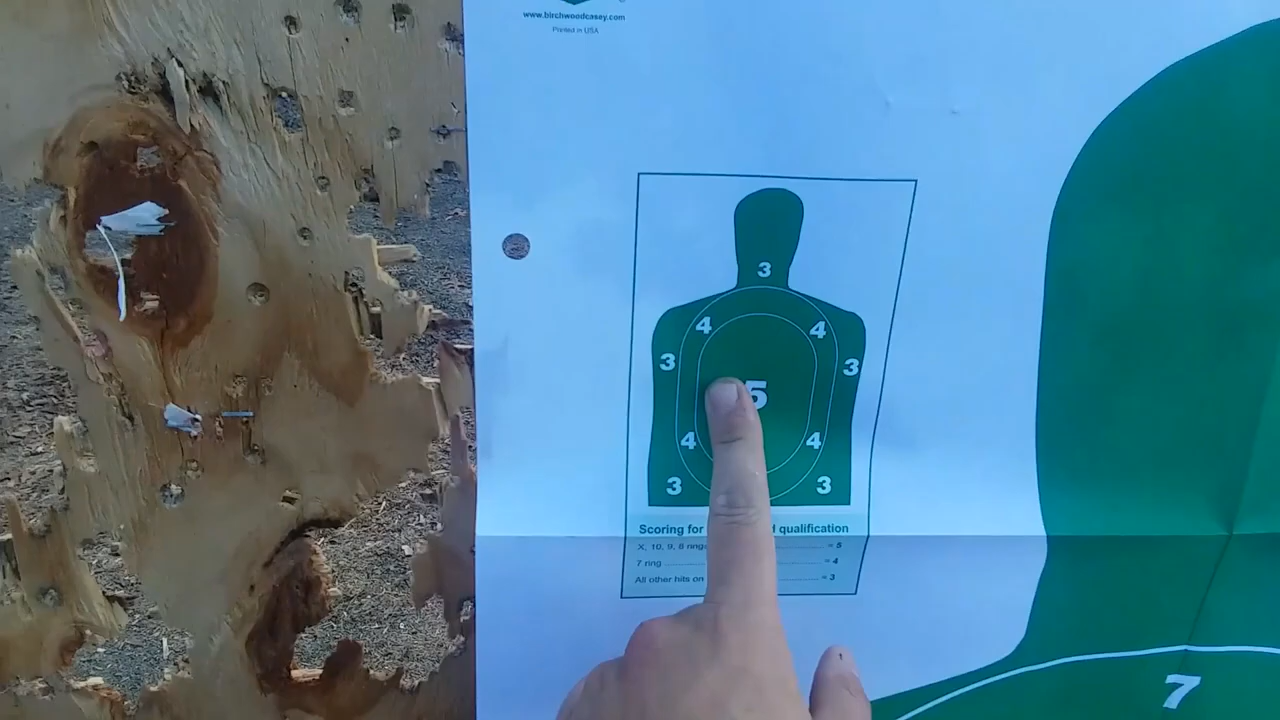 www.birchwoodcasey.com
Printed in USA
3
4 4
3 3
5
4 4
3 3
Scoring for qualification
X, 10, 9, 8 rings = 5
7 ring = 4
All other hits on = 3
7